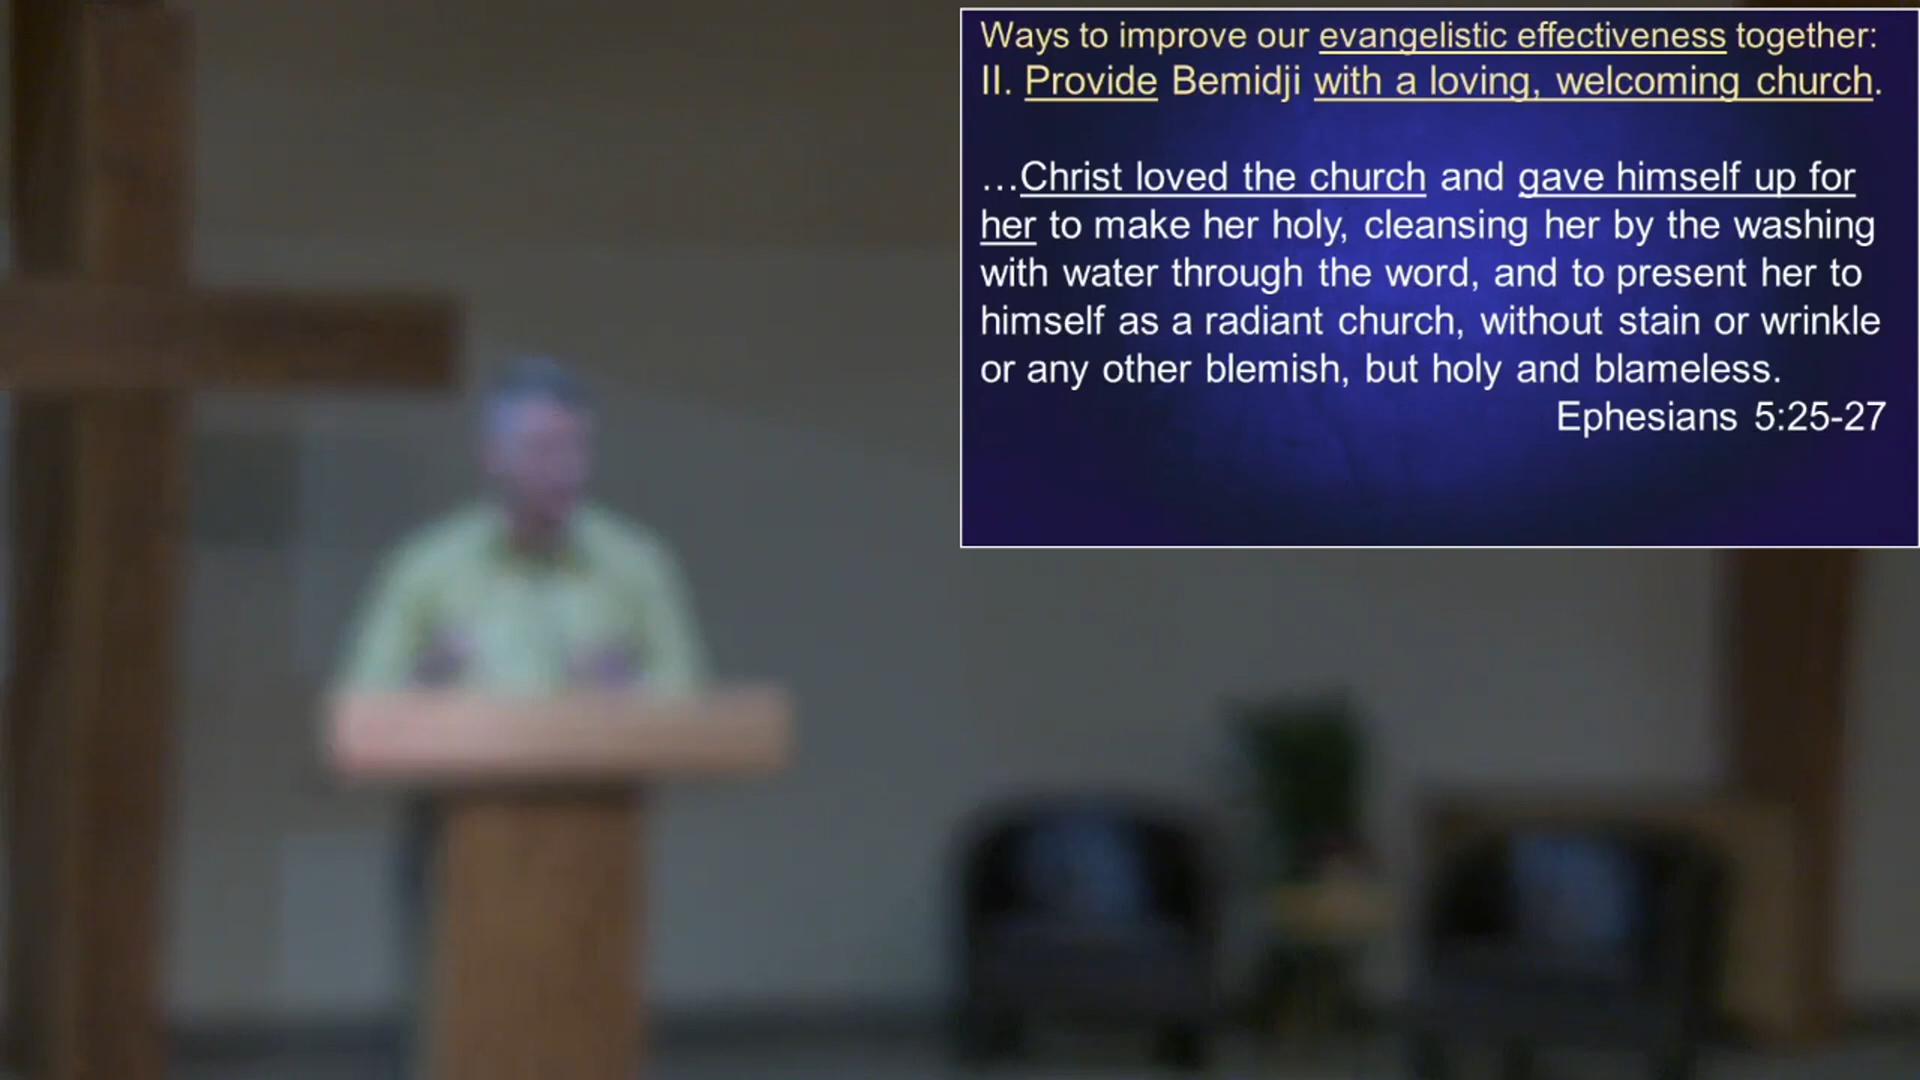 Ways to improve our evangelistic effectiveness together:
II. Provide Bemidji with a loving, welcoming church.
…Christ loved the church and gave himself up for
her to make her holy, cleansing her by the washing
with water through the word, and to present her to
himself as a radiant church, without stain or wrinkle
or any other blemish, but holy and blameless.
Ephesians 5:25-27